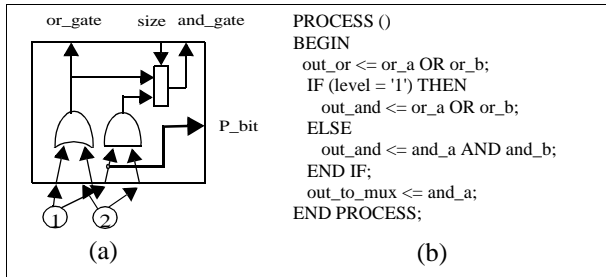 or_gate size and_gate
P_bit
1 2
(a)
PROCESS ()
BEGIN
out_or <= or_a OR or_b;
IF (level = '1') THEN
out_and <= or_a OR or_b;
ELSE
out_and <= and_a AND and_b;
END IF;
out_to_mux <= and_a;
END PROCESS;
(b)